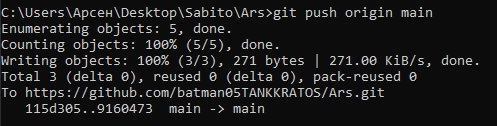 C:\Users\Арсен\Desktop\Sabito\Ars>git push origin main
Enumerating objects: 5, done.
Counting objects: 100% (5/5), done.
Writing objects: 100% (3/3), 271 bytes | 271.00 KiB/s, done.
Total 3 (delta 0), reused 0 (delta 0), pack-reused 0
To https://github.com/batman05TANKKRATOS/Ars.git
   115d305..9160473  main -> main